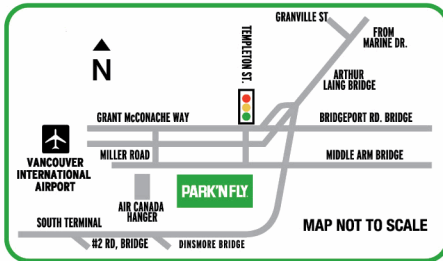 GRANVILLE ST
FROM
MARINE DR.
TEMPLETON ST.
ARTHUR
LAING BRIDGE
N
GRANT McCONACHE WAY
BRIDGEPORT RD. BRIDGE
VANCOUVER
INTERNATIONAL
AIRPORT
MILLER ROAD
MIDDLE ARM BRIDGE
PARK'N FLY
AIR CANADA
HANGER
SOUTH TERMINAL
MAP NOT TO SCALE
#2 RD, BRIDGE
DINSMORE BRIDGE